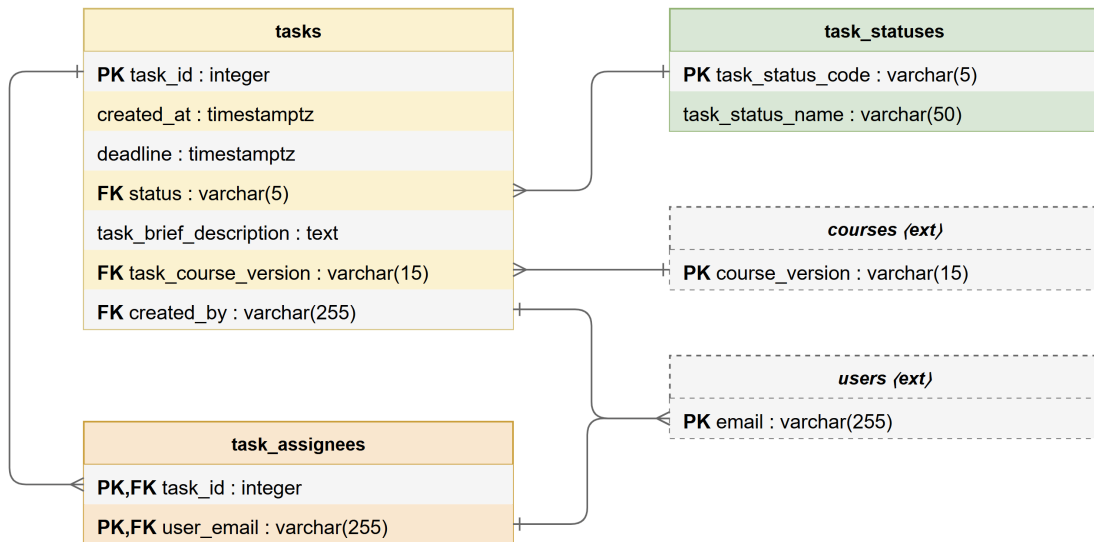 tasks
PK task_id : integer
created_at : timestamptz
deadline : timestamptz
FK status : varchar(5)
task_brief_description : text
FK task_course_version : varchar(15)
FK created_by : varchar(255)
task_statuses
PK task_status_code : varchar(5)
task_status_name : varchar(50)
courses (ext)
PK course_version : varchar(15)
users (ext)
PK email : varchar(255)
task_assignees
PK,FK task_id : integer
PK,FK user_email : varchar(255)